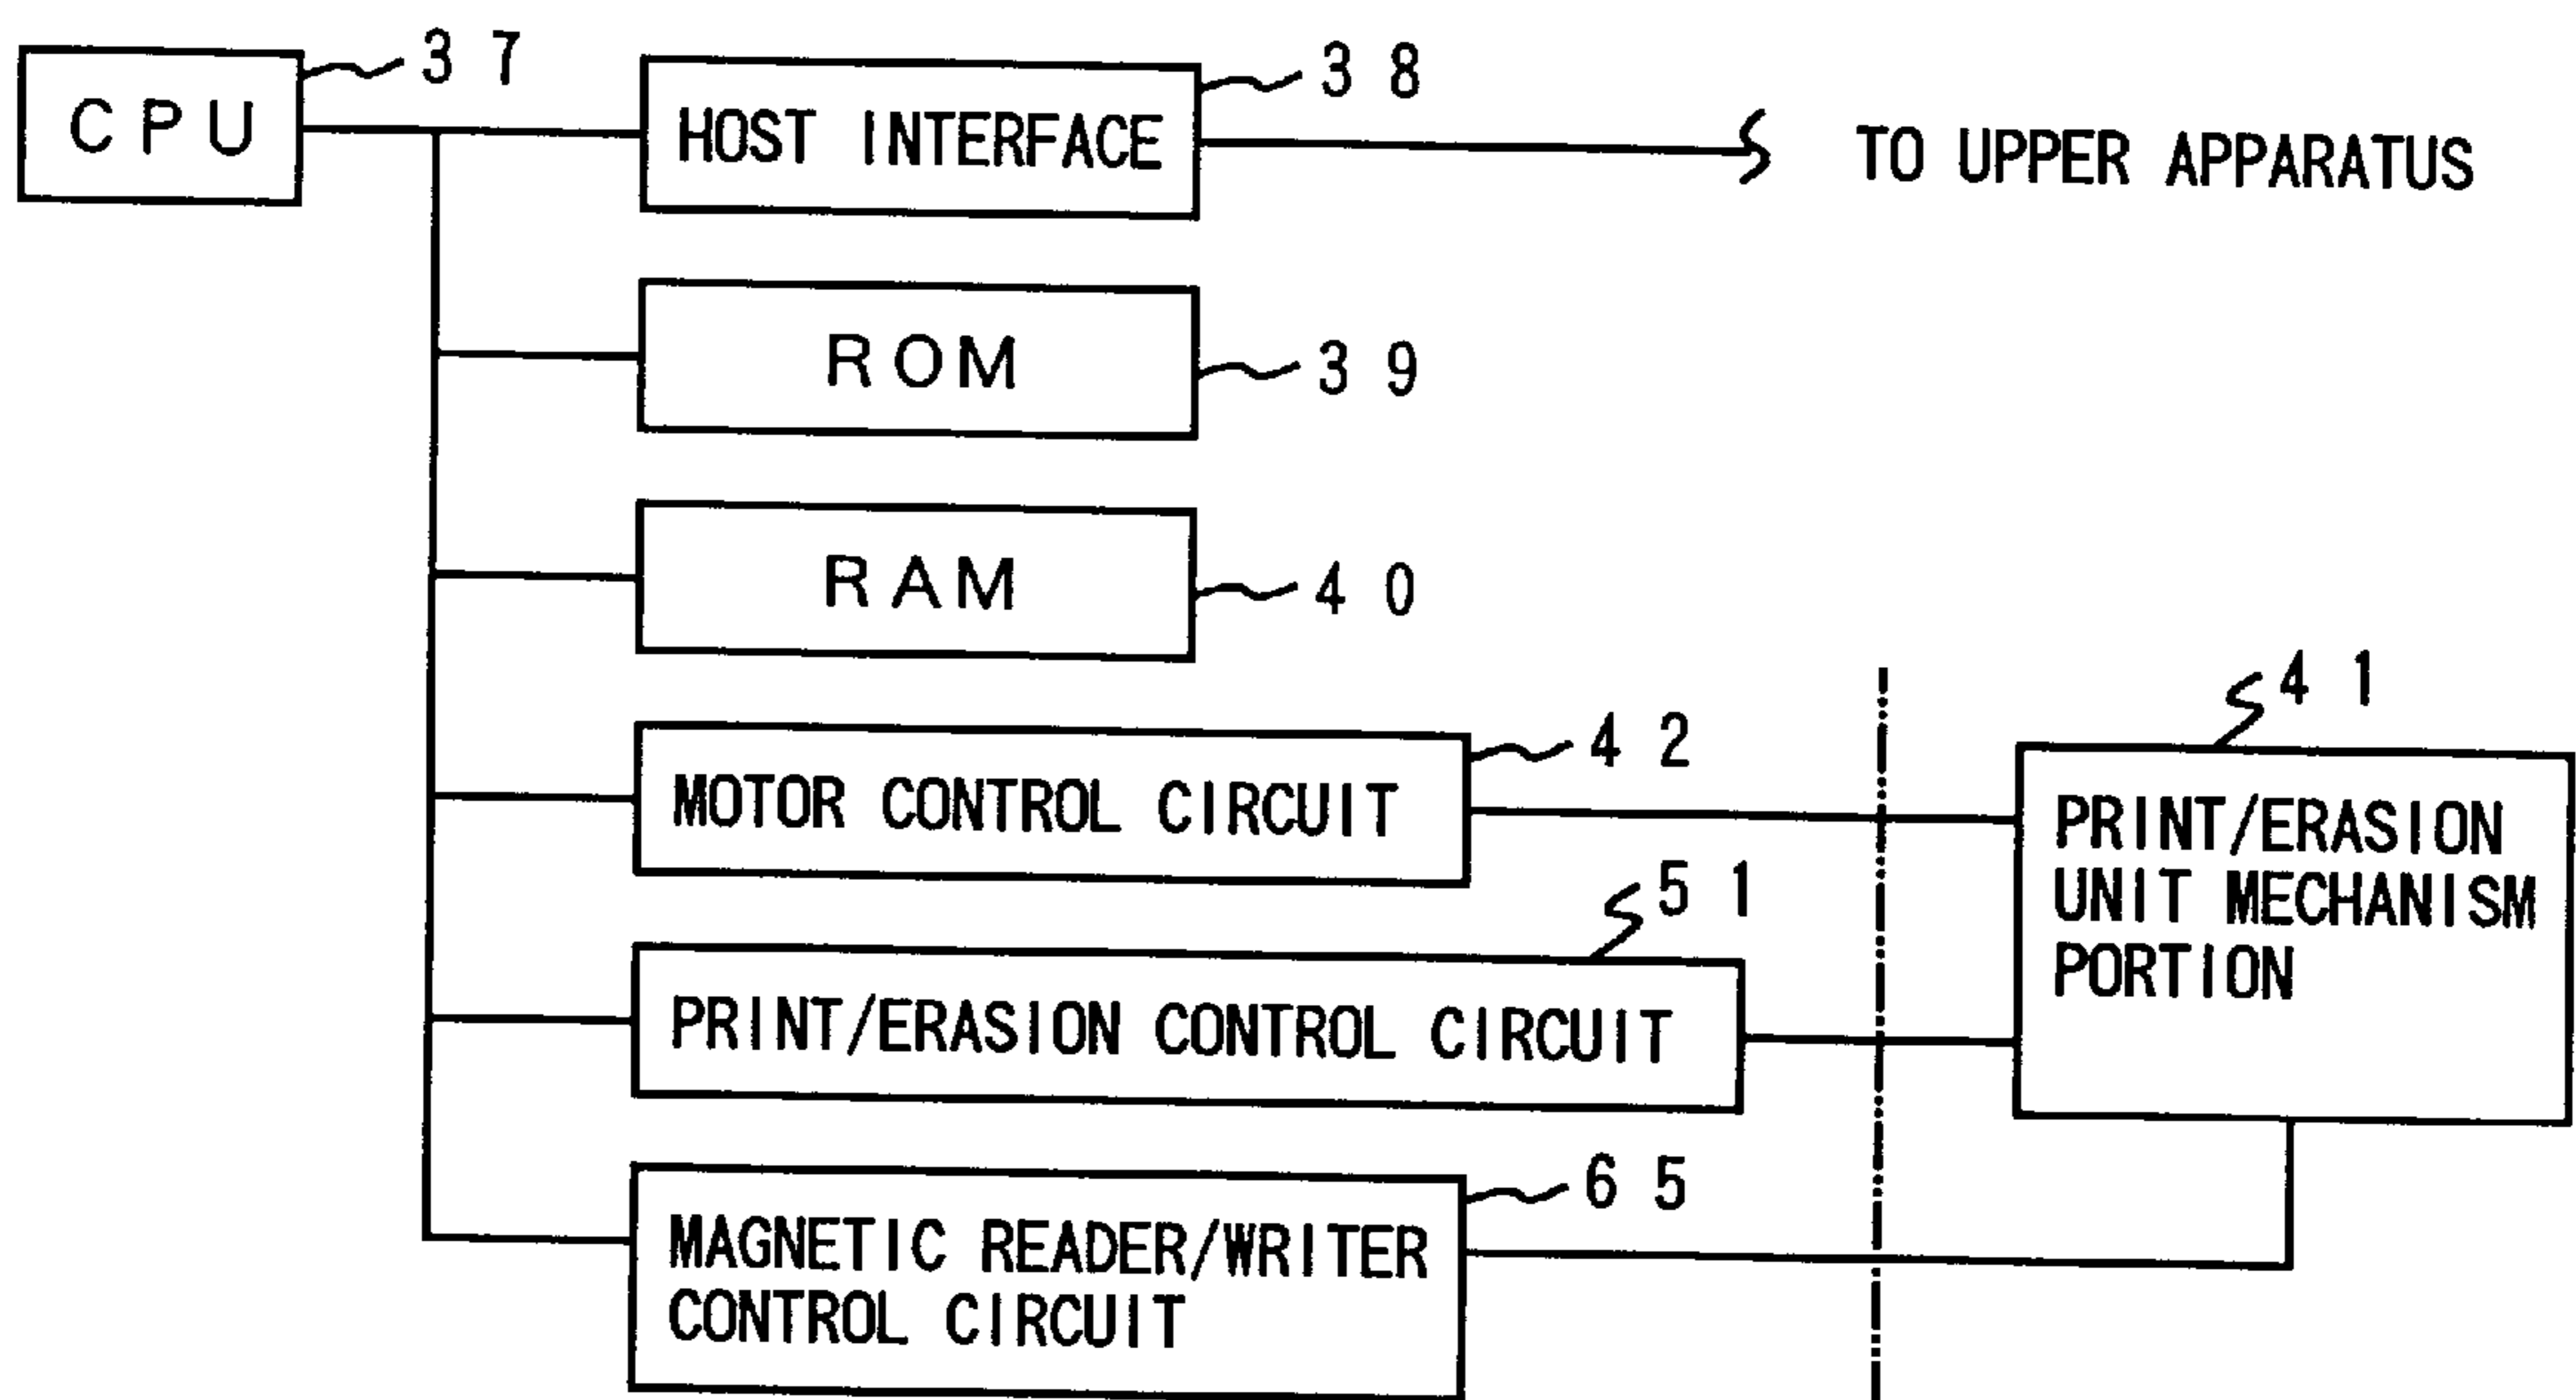 CPU
37
HOST INTERFACE
38
TO UPPER APPARATUS
ROM
39
RAM
40
MOTOR CONTROL CIRCUIT
42
41
PRINT/ERASION
UNIT MECHANISM
PORTION
PRINT/ERASION CONTROL CIRCUIT
51
MAGNETIC READER/WRITER
CONTROL CIRCUIT
65